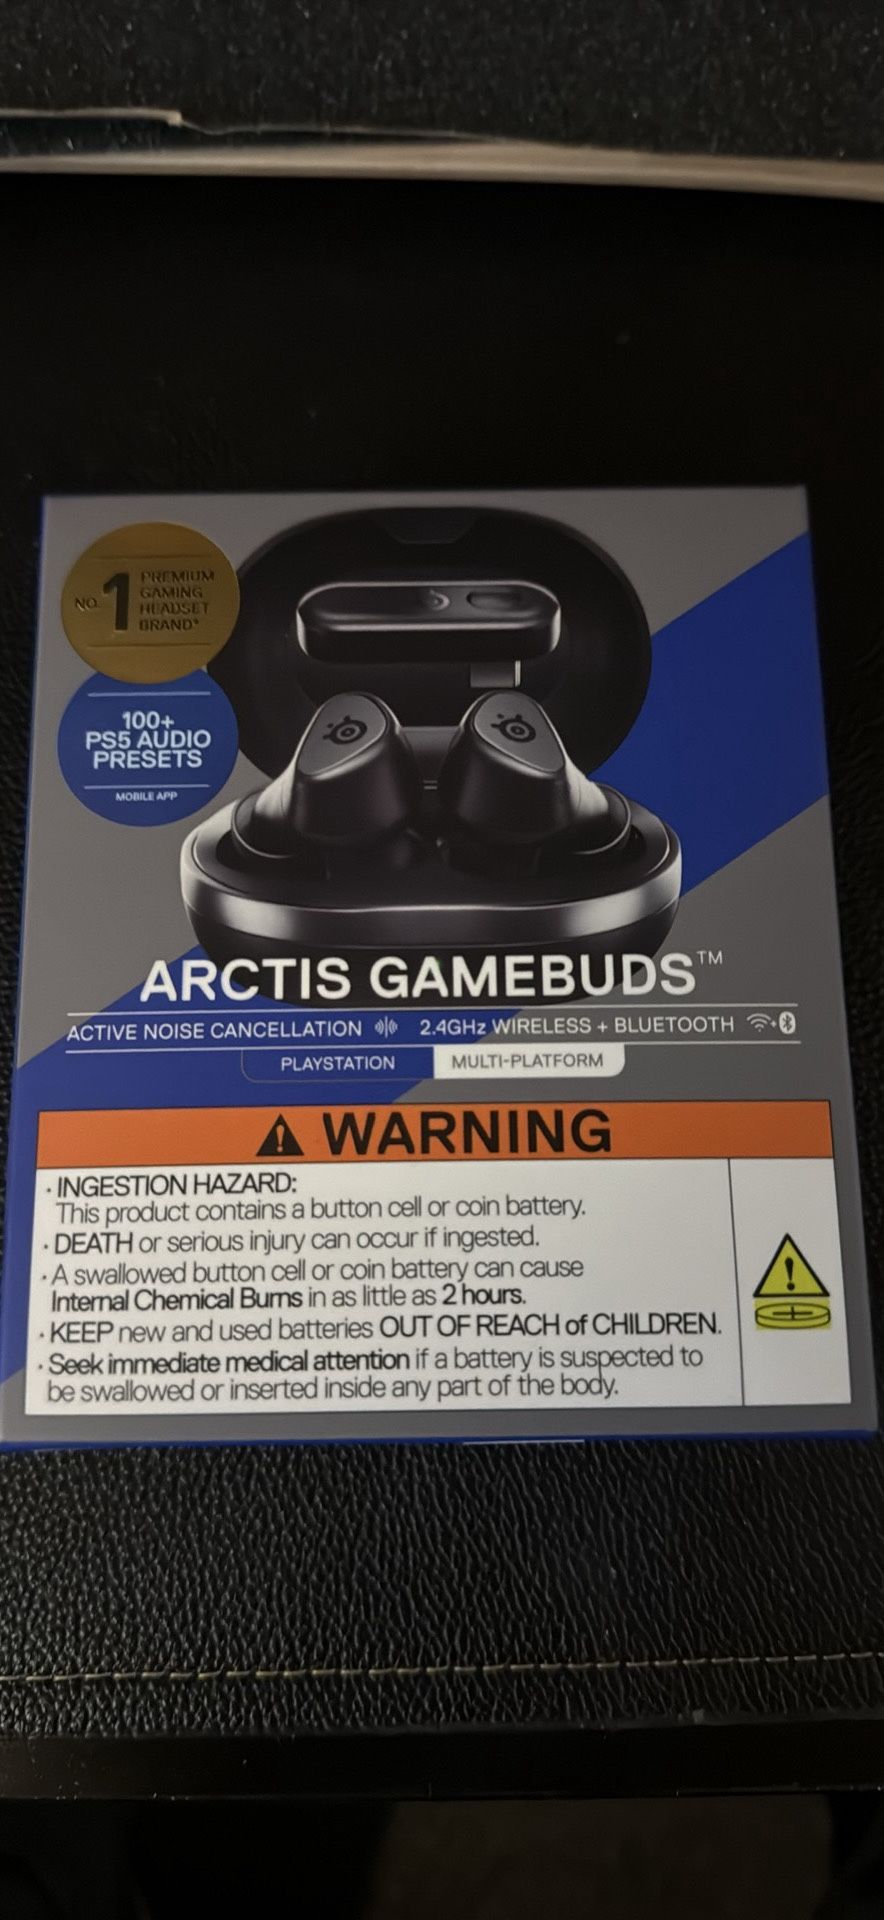 NO. 1 PREMIUM
GAMING
HEADSET
BRAND*
100+
PS5 AUDIO
PRESETS
MOBILE APP
ARCTIS GAMEBUDS™
ACTIVE NOISE CANCELLATION 2.4GHz WIRELESS + BLUETOOTH
PLAYSTATION MULTI-PLATFORM
WARNING
· INGESTION HAZARD:
This product contains a button cell or coin battery.
· DEATH or serious injury can occur if ingested.
· A swallowed button cell or coin battery can cause
Internal Chemical Burns in as little as 2 hours.
· KEEP new and used batteries OUT OF REACH of CHILDREN.
· Seek immediate medical attention if a battery is suspected to
be swallowed or inserted inside any part of the body.